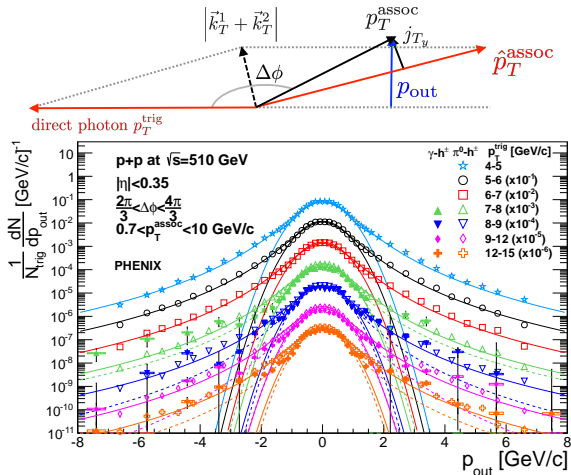 |k⃗_T^1 + k⃗_T^2|
p_T^assoc
j_{T_y}
Δφ
p̂_T^assoc
p_out
direct photon p_T^trig
p+p at √s=510 GeV
|η|<0.35
2π/3 <Δφ< 4π/3
0.7<p_T^assoc<10 GeV/c
PHENIX
γ-h± π⁰-h± p_T^trig [GeV/c]
4-5
5-6 (x10⁻¹)
6-7 (x10⁻²)
7-8 (x10⁻³)
8-9 (x10⁻⁴)
9-12 (x10⁻⁵)
12-15 (x10⁻⁶)
1/N_trig dN/dp_out [GeV/c]⁻¹
10
1
10⁻¹
10⁻²
10⁻³
10⁻⁴
10⁻⁵
10⁻⁶
10⁻⁷
10⁻⁸
10⁻⁹
10⁻¹⁰
10⁻¹¹
−8 −6 −4 −2 0 2 4 6 8
p_out [GeV/c]